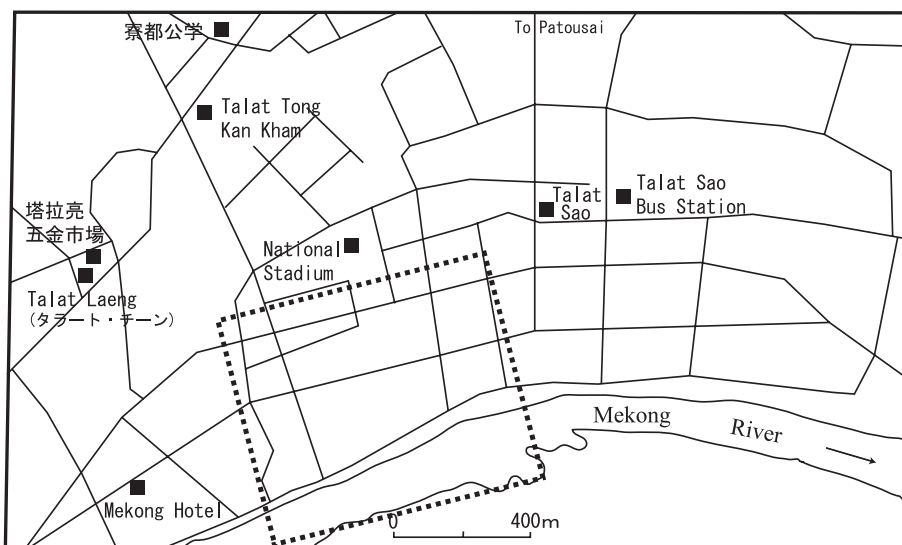 寮都公学
To Patousai
Talat Tong
Kan Kham
Talat
Sao
Talat Sao
Bus Station
塔拉亮
五金市場
National
Stadium
Talat Laeng
(タラート・チーン)
Mekong
River
Mekong Hotel
0
400m